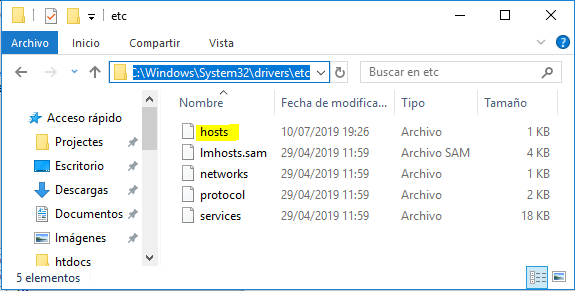 etc
Archivo Inicio Compartir Vista
C:\Windows\System32\drivers\etc Buscar en etc
Nombre Fecha de modifica... Tipo Tamaño
Acceso rápido
Projectes
Escritorio
Descargas
Documentos
Imágenes
htdocs
hosts 10/07/2019 19:26 Archivo 1 KB
lmhosts.sam 29/04/2019 11:59 Archivo SAM 4 KB
networks 29/04/2019 11:59 Archivo 1 KB
protocol 29/04/2019 11:59 Archivo 2 KB
services 29/04/2019 11:59 Archivo 18 KB
5 elementos